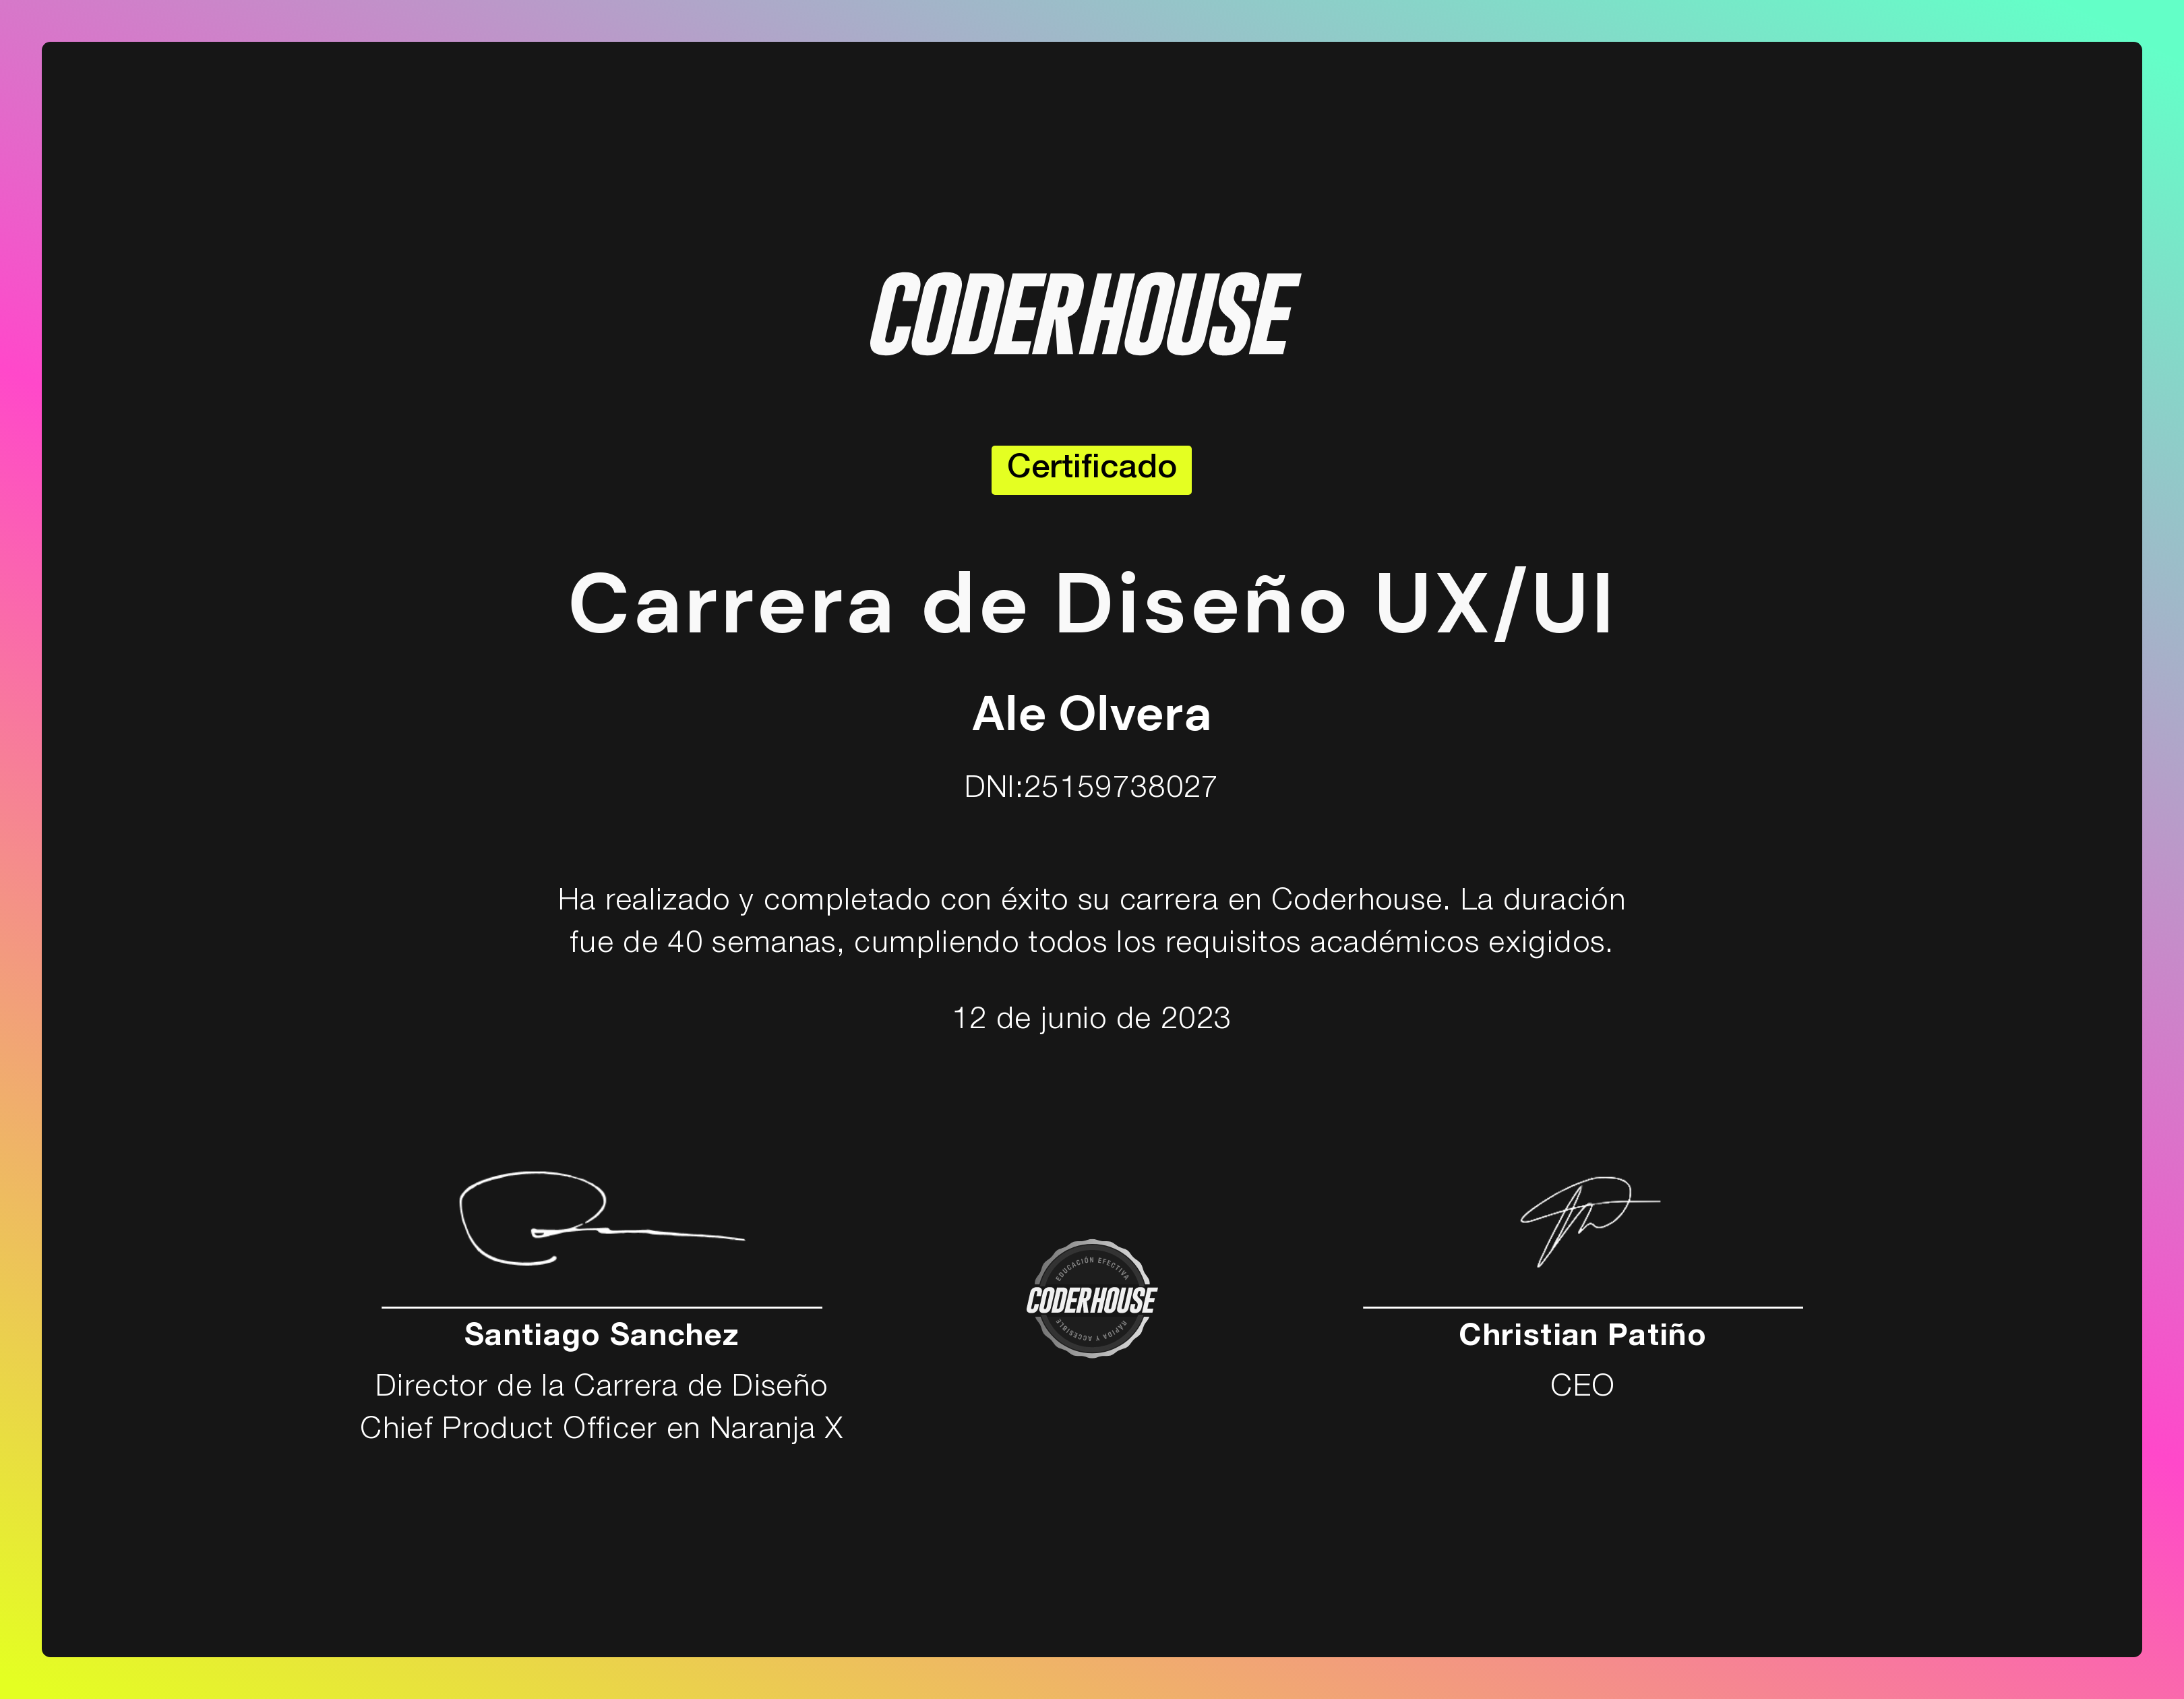 CODERHOUSE
Certificado
Carrera de Diseño UX/UI
Ale Olvera
DNI:25159738027
Ha realizado y completado con éxito su carrera en Coderhouse. La duración
fue de 40 semanas, cumpliendo todos los requisitos académicos exigidos.
12 de junio de 2023
Santiago Sanchez
Director de la Carrera de Diseño
Chief Product Officer en Naranja X
EDUCACIÓN EFECTIVA
CODERHOUSE
RÁPIDA Y ACCESIBLE
Christian Patiño
CEO